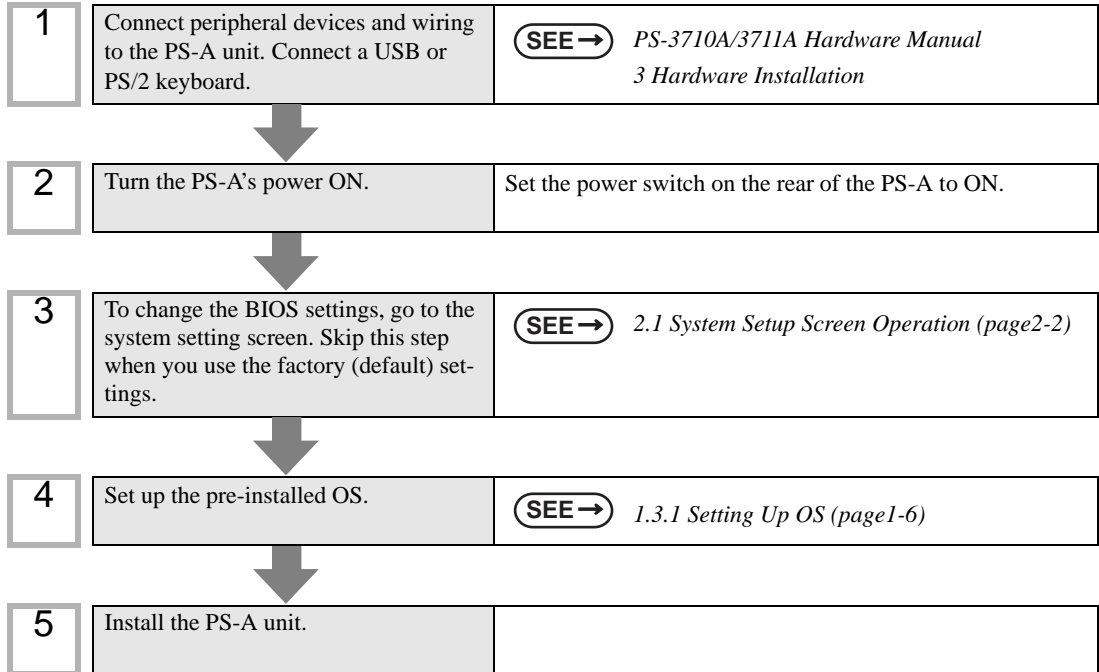 1
Connect peripheral devices and wiring
to the PS-A unit. Connect a USB or
PS/2 keyboard.
SEE→
PS-3710A/3711A Hardware Manual
3 Hardware Installation
2
Turn the PS-A's power ON.
Set the power switch on the rear of the PS-A to ON.
3
To change the BIOS settings, go to the
system setting screen. Skip this step
when you use the factory (default) set-
tings.
SEE→
2.1 System Setup Screen Operation (page2-2)
4
Set up the pre-installed OS.
SEE→
1.3.1 Setting Up OS (page1-6)
5
Install the PS-A unit.